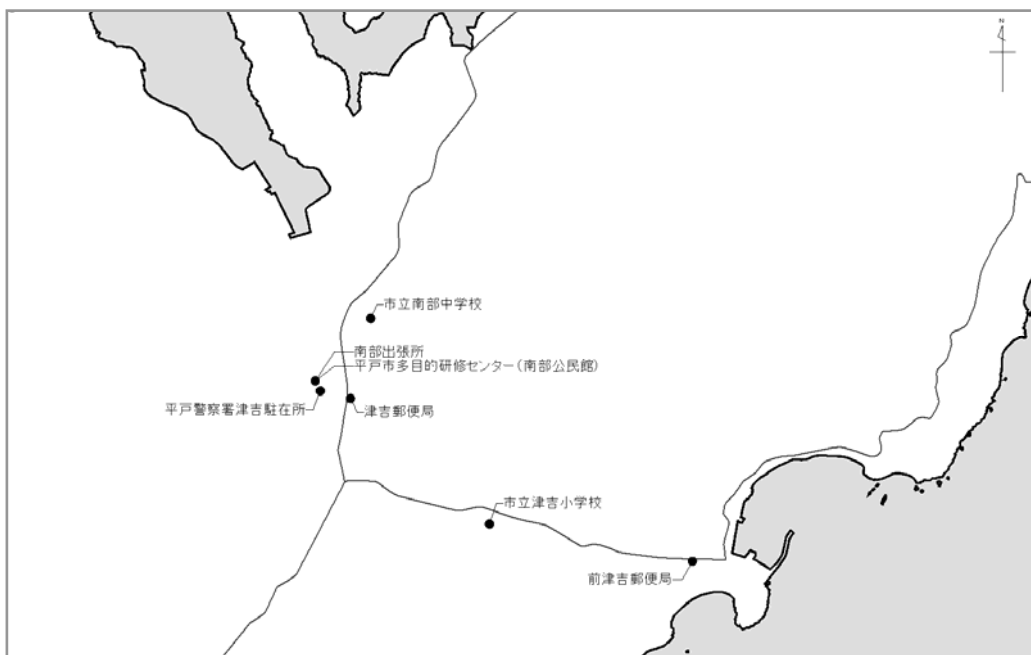 N
市立南部中学校
南部出張所
平戸市多目的研修センター(南部公民館)
平戸警察署津吉駐在所
津吉郵便局
市立津吉小学校
前津吉郵便局